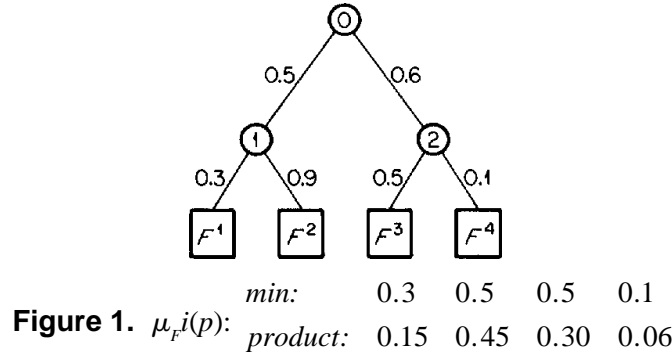 0
0.5 0.6
1 2
0.3 0.9 0.5 0.1
F¹ F² F³ F⁴
min: 0.3 0.5 0.5 0.1
Figure 1. μ_F i(p):
product: 0.15 0.45 0.30 0.06